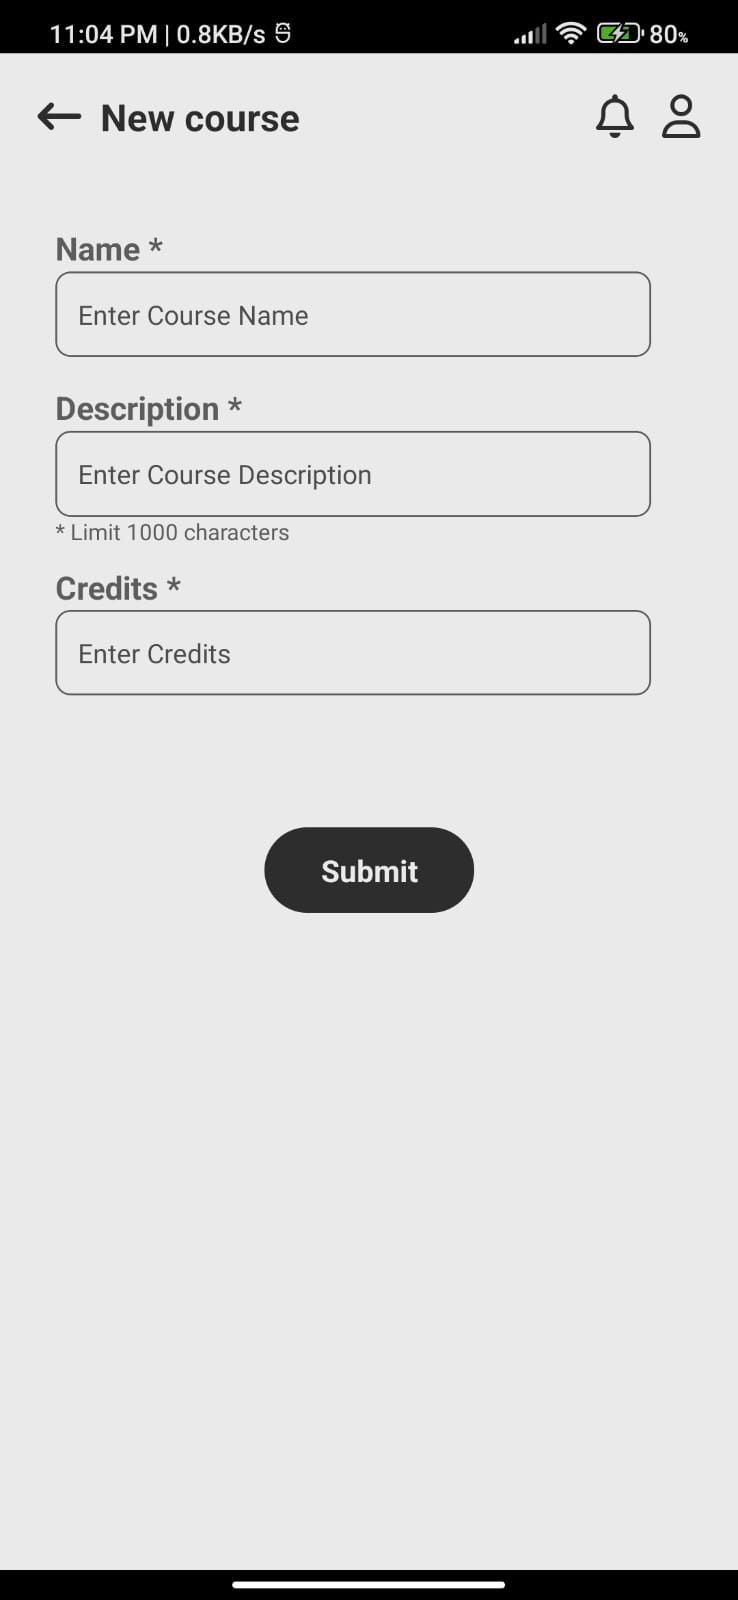 11:04 PM | 0.8KB/s
80%
New course
Name *
Enter Course Name
Description *
Enter Course Description
* Limit 1000 characters
Credits *
Enter Credits
Submit